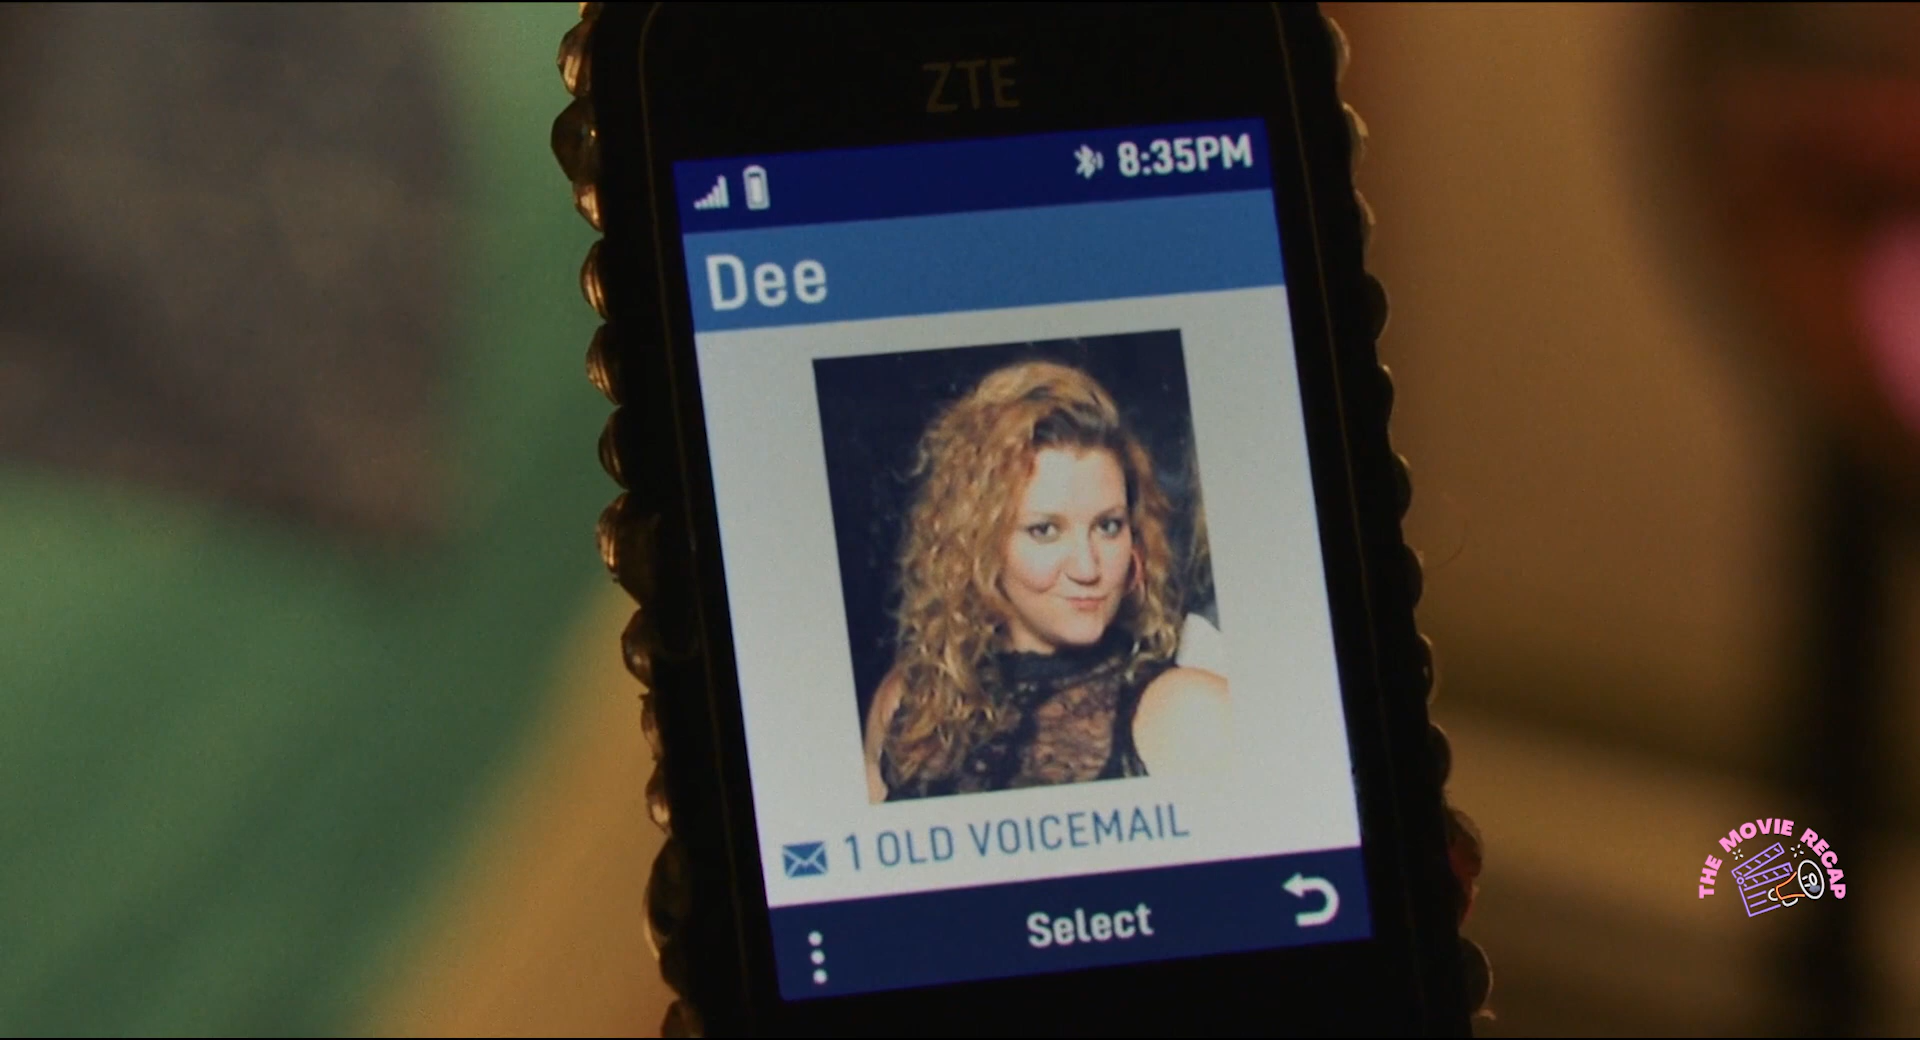 ZTE
8:35PM
Dee
1 OLD VOICEMAIL
Select
THE MOVIE RECAP